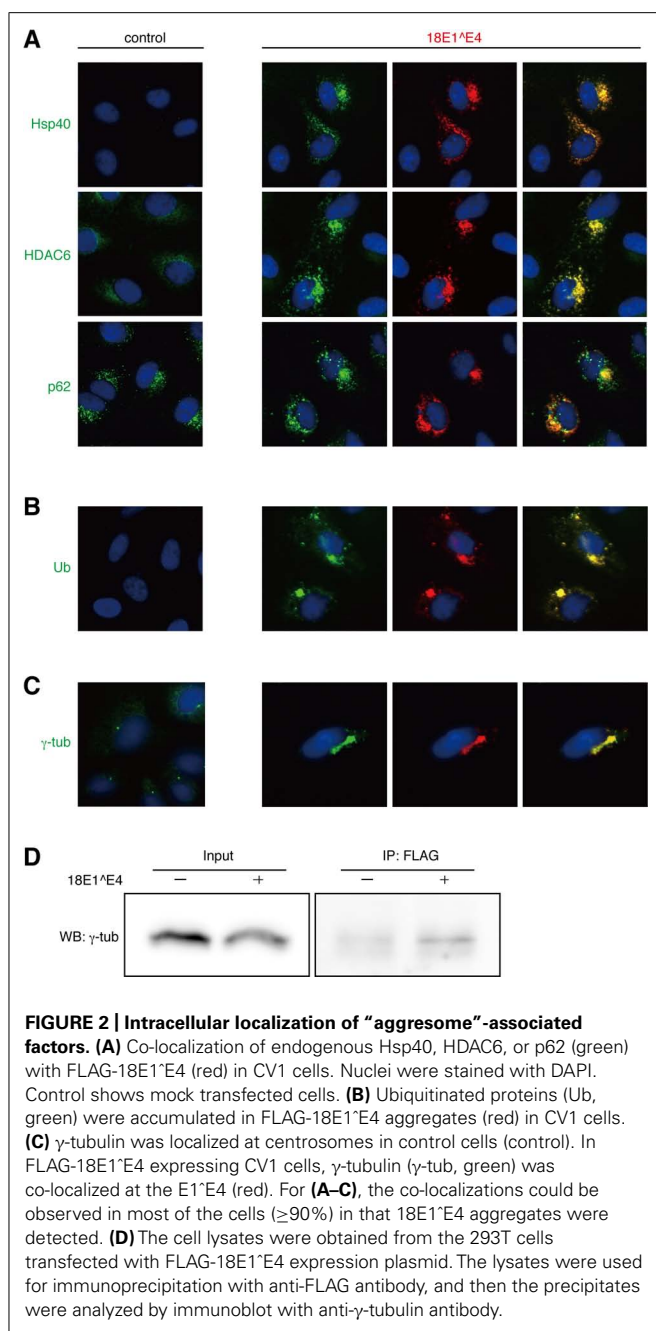 A
control
18E1^E4
Hsp40
HDAC6
p62
B
Ub
C
γ-tub
D
Input
IP: FLAG
18E1^E4 − + − +
WB: γ-tub
FIGURE 2 | Intracellular localization of “aggresome”-associated
factors. (A) Co-localization of endogenous Hsp40, HDAC6, or p62 (green)
with FLAG-18E1ˆE4 (red) in CV1 cells. Nuclei were stained with DAPI.
Control shows mock transfected cells. (B) Ubiquitinated proteins (Ub,
green) were accumulated in FLAG-18E1ˆE4 aggregates (red) in CV1 cells.
(C) γ-tubulin was localized at centrosomes in control cells (control). In
FLAG-18E1ˆE4 expressing CV1 cells, γ-tubulin (γ-tub, green) was
co-localized at the E1ˆE4 (red). For (A–C), the co-localizations could be
observed in most of the cells (≥90%) in that 18E1ˆE4 aggregates were
detected. (D) The cell lysates were obtained from the 293T cells
transfected with FLAG-18E1ˆE4 expression plasmid. The lysates were used
for immunoprecipitation with anti-FLAG antibody, and then the precipitates
were analyzed by immunoblot with anti-γ-tubulin antibody.